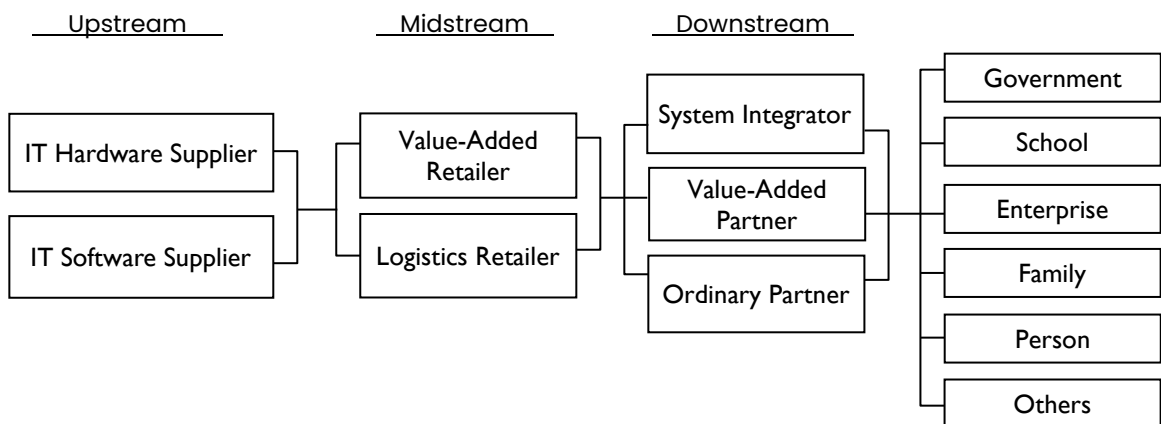 Upstream
Midstream
Downstream
IT Hardware Supplier
IT Software Supplier
Value-Added
Retailer
Logistics Retailer
System Integrator
Value-Added
Partner
Ordinary Partner
Government
School
Enterprise
Family
Person
Others